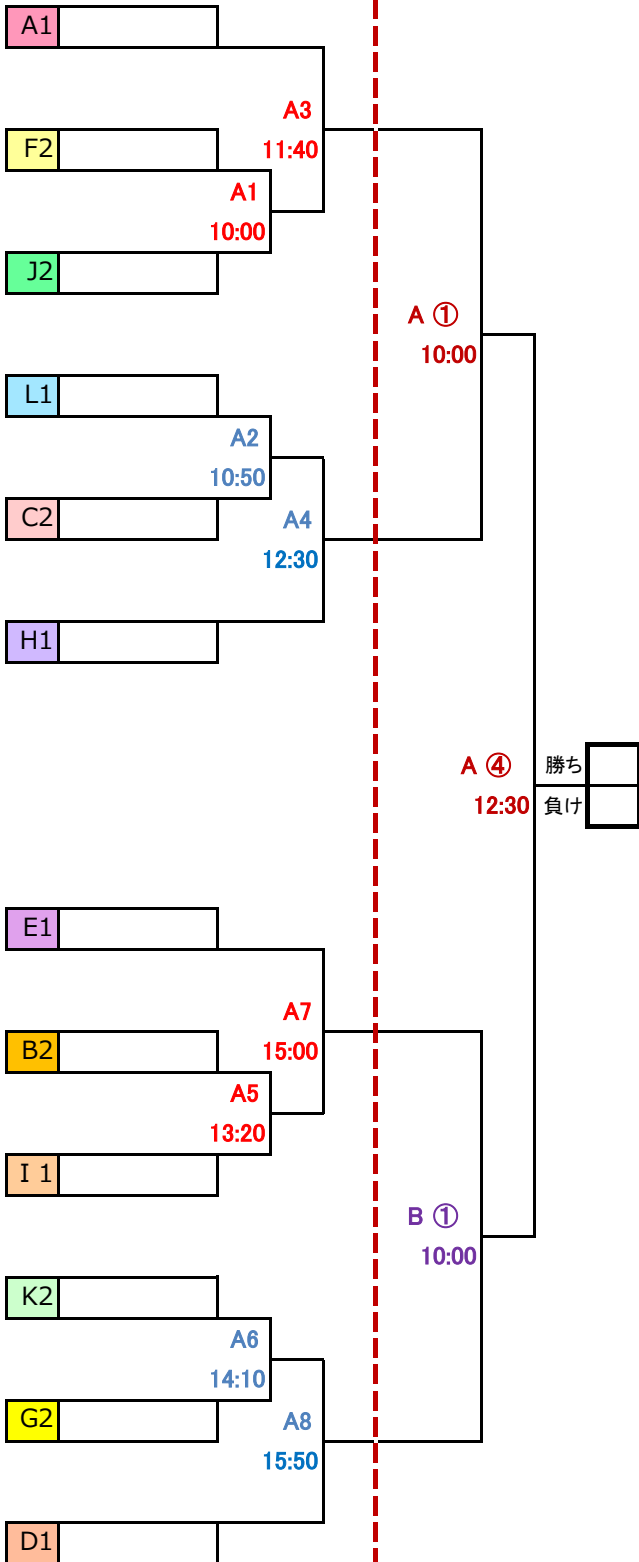 A1
A3
11:40
F2
A1
10:00
J2
A ①
10:00
L1
A2
10:50
C2
A4
12:30
H1
A ④ 勝ち
12:30 負け
E1
A7
15:00
B2
A5
13:20
I 1
B ①
10:00
K2
A6
14:10
G2
A8
15:50
D1